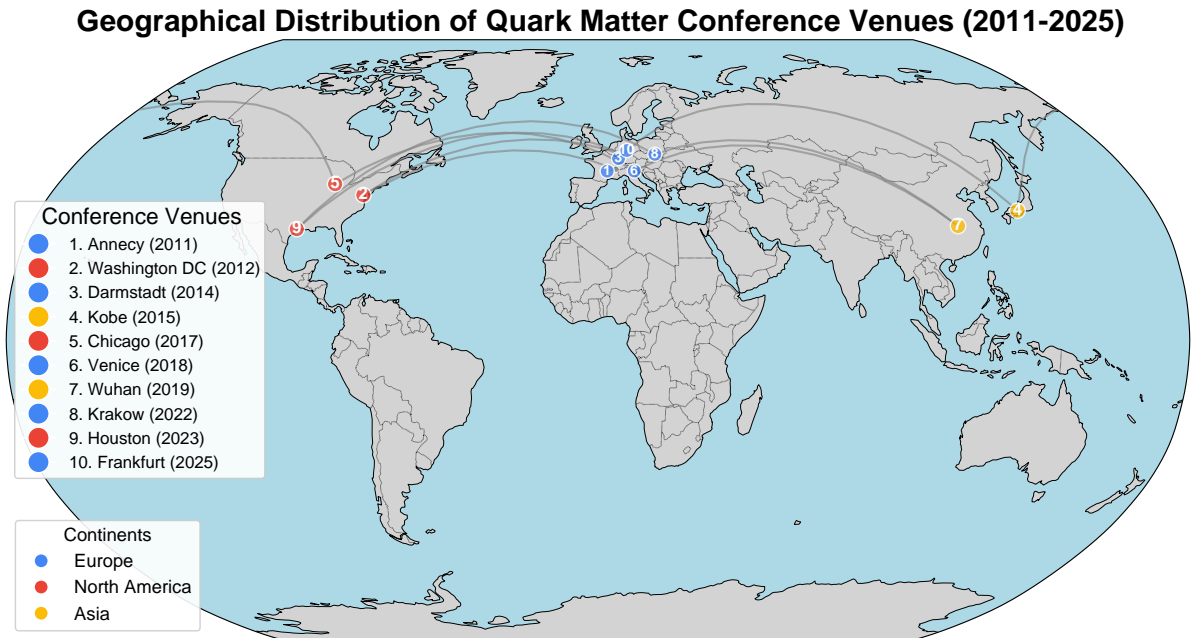 Geographical Distribution of Quark Matter Conference Venues (2011-2025)
10
8
3
1
6
5
2
9
4
7
Conference Venues
1. Annecy (2011)
2. Washington DC (2012)
3. Darmstadt (2014)
4. Kobe (2015)
5. Chicago (2017)
6. Venice (2018)
7. Wuhan (2019)
8. Krakow (2022)
9. Houston (2023)
10. Frankfurt (2025)
Continents
Europe
North America
Asia